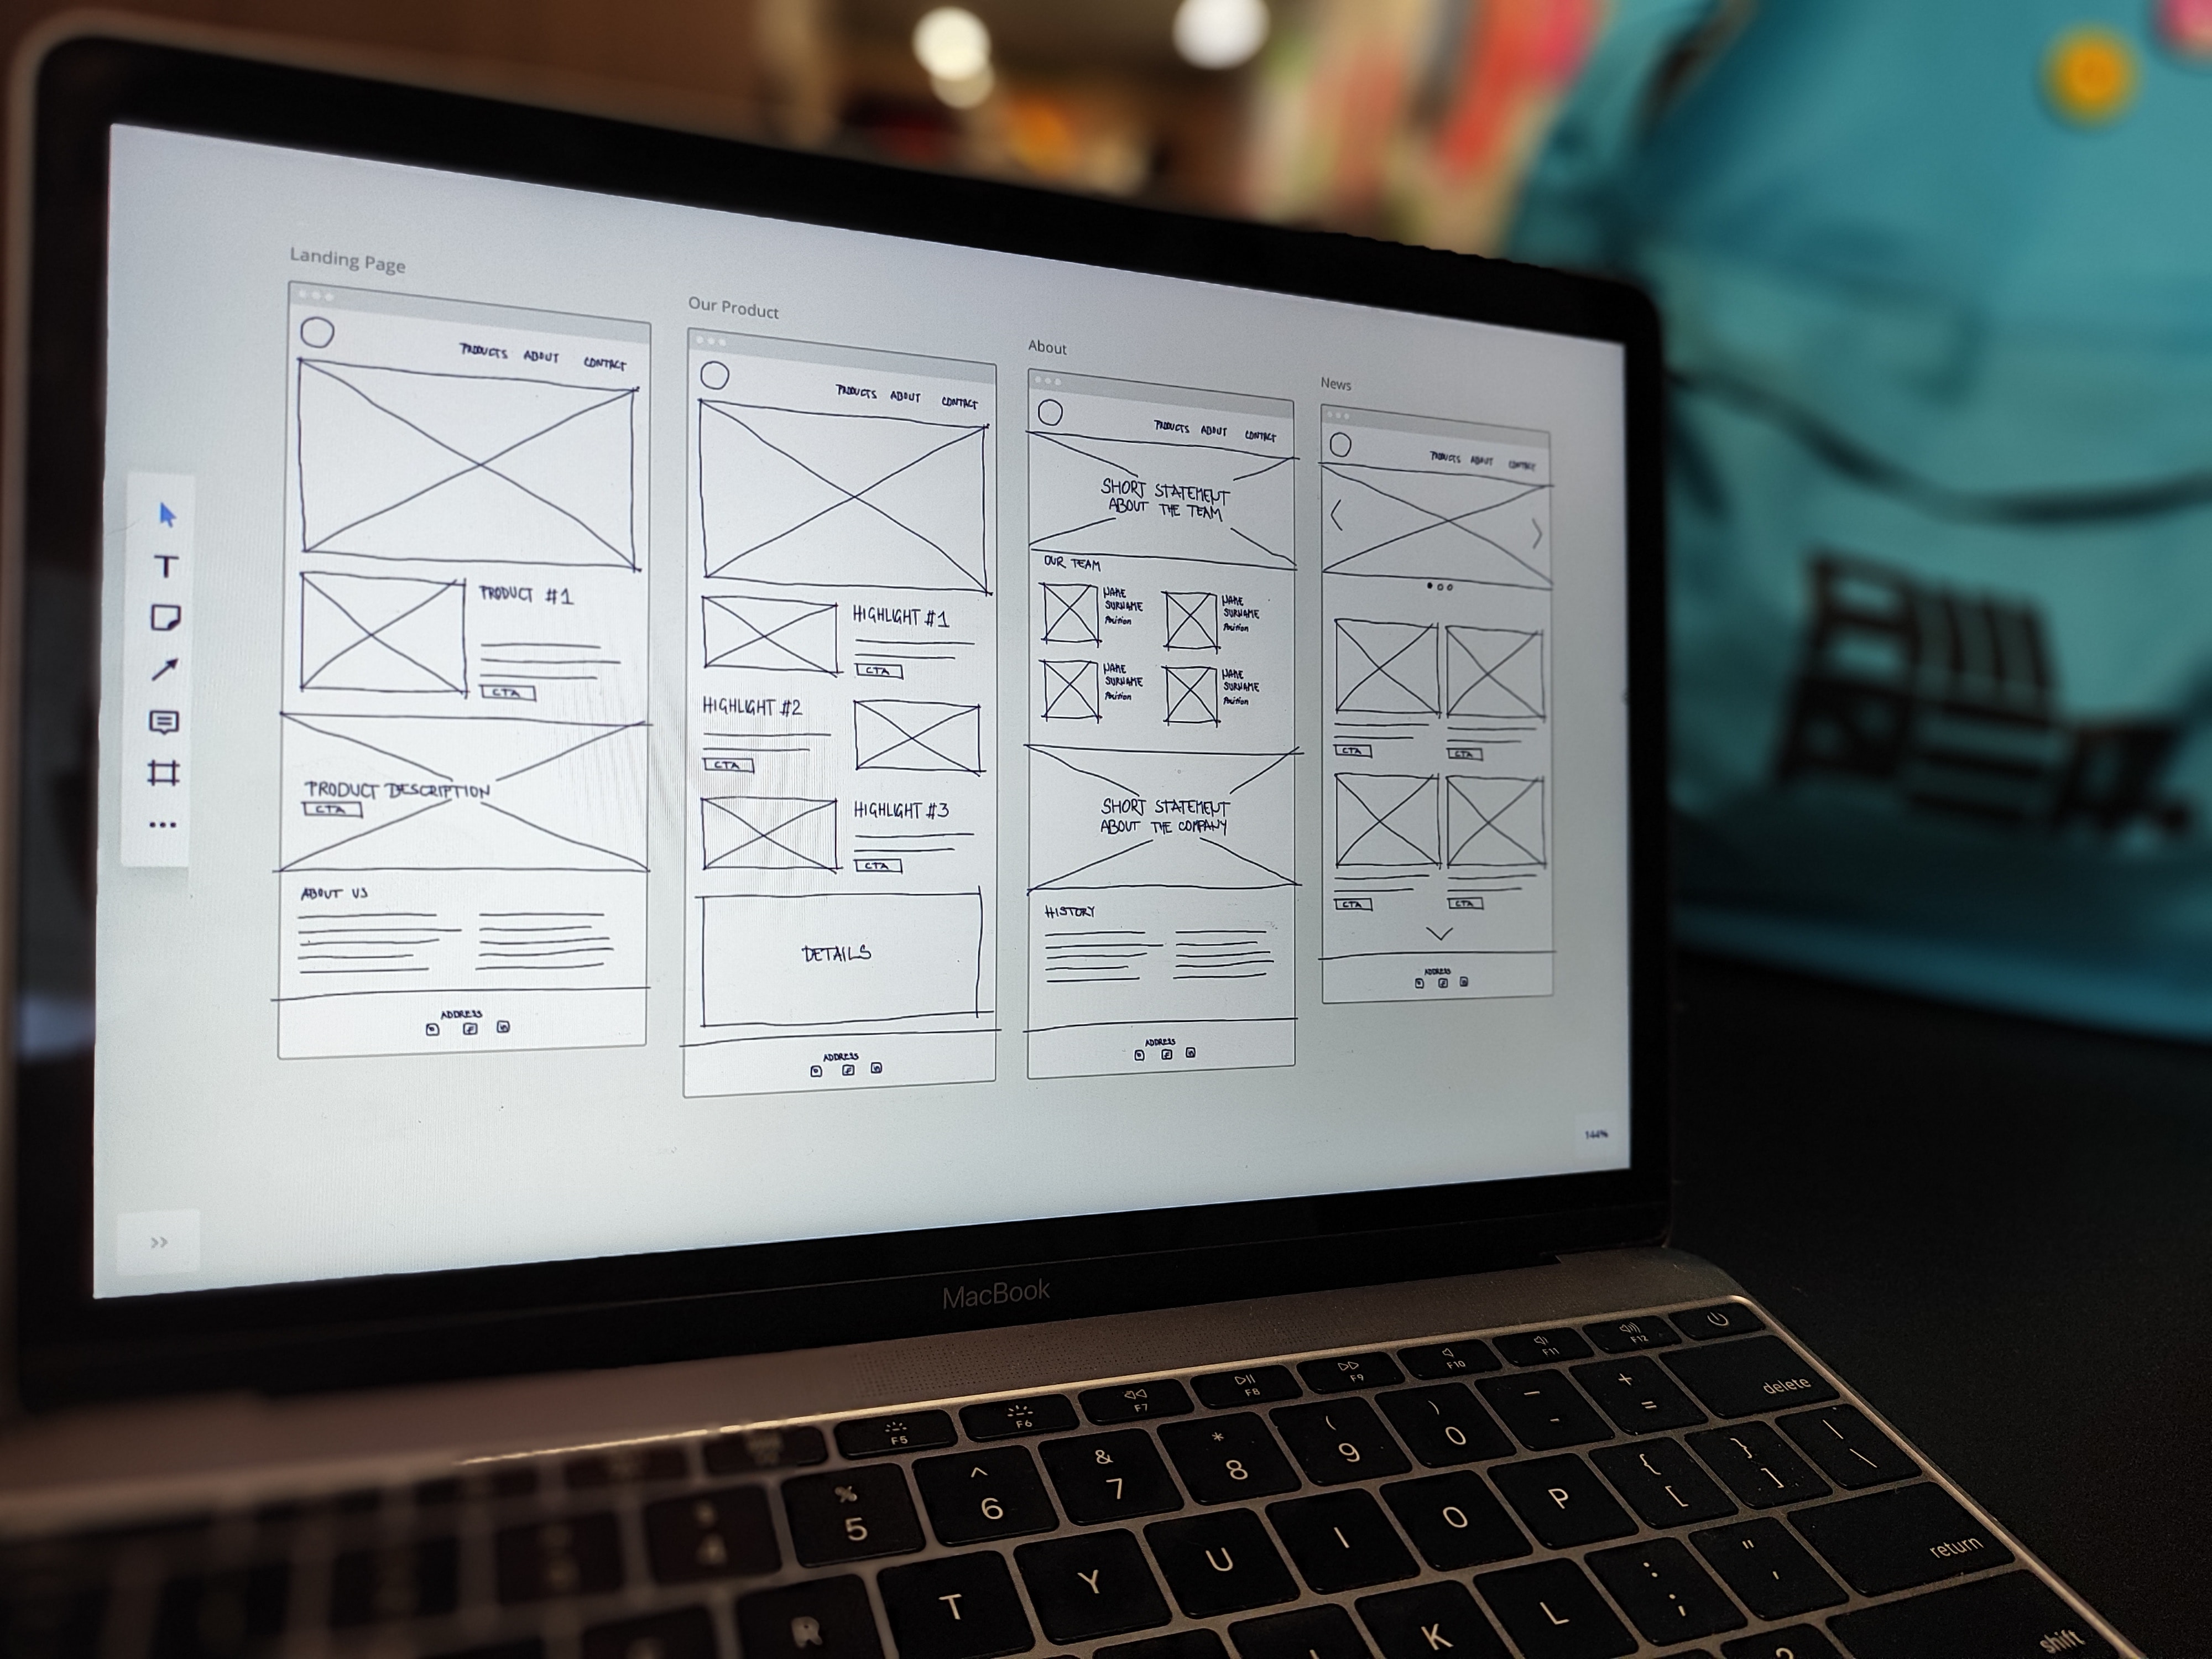 Landing Page
PRODUCTS ABOUT CONTACT
PRODUCT #1
CTA
PRODUCT DESCRIPTION
CTA
ABOUT US
ADDRESS
Our Product
PRODUCTS ABOUT CONTACT
HIGHLIGHT #1
CTA
HIGHLIGHT #2
CTA
HIGHLIGHT #3
CTA
DETAILS
ADDRESS
About
PRODUCTS ABOUT CONTACT
SHORT STATEMENT
ABOUT THE TEAM
OUR TEAM
NAME
SURNAME
Position
NAME
SURNAME
Position
NAME
SURNAME
Position
NAME
SURNAME
Position
SHORT STATEMENT
ABOUT THE COMPANY
HISTORY
ADDRESS
News
PRODUCTS ABOUT CONTACT
CTA CTA
CTA CTA
ADDRESS
T
144%
MacBook
F5 F6 F7 F8 F9 F10 F11 F12
% ^ & * ( ) — +
5 6 7 8 9 0 - = delete
R T Y U I O P { [ } ] | \
K L : ; " ' return
? shift